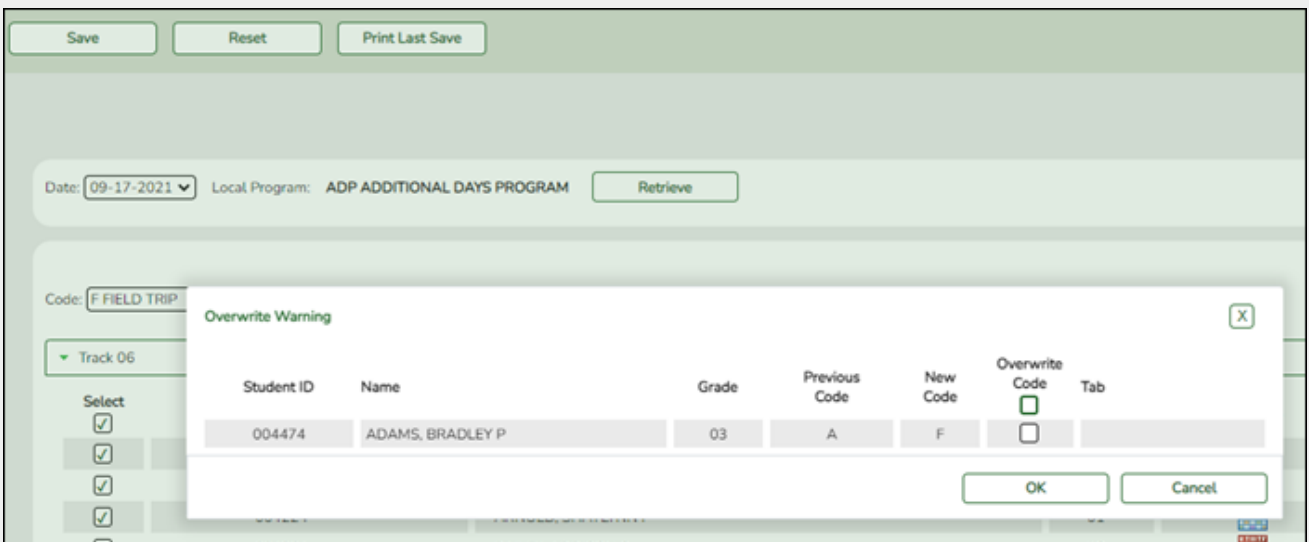 Save Reset Print Last Save
Date: 09-17-2021 Local Program: ADP ADDITIONAL DAYS PROGRAM Retrieve
Code: F FIELD TRIP
Overwrite Warning X
Track 06
Select
Student ID Name Grade Previous Code New Code Overwrite Code Tab
004474 ADAMS, BRADLEY P 03 A F
OK Cancel